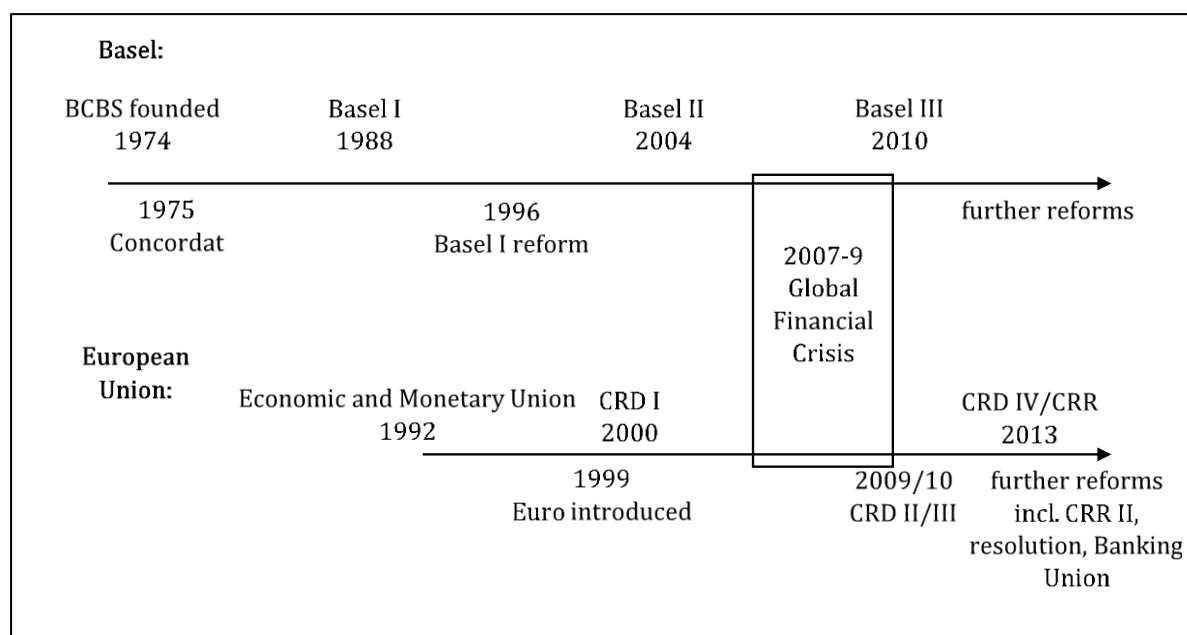 Basel:
BCBS founded
1974
Basel I
1988
Basel II
2004
Basel III
2010
1975
Concordat
1996
Basel I reform
further reforms
2007-9
Global
Financial
Crisis
European
Union:
Economic and Monetary Union
1992
CRD I
2000
CRD IV/CRR
2013
1999
Euro introduced
2009/10
CRD II/III
further reforms
incl. CRR II,
resolution, Banking
Union